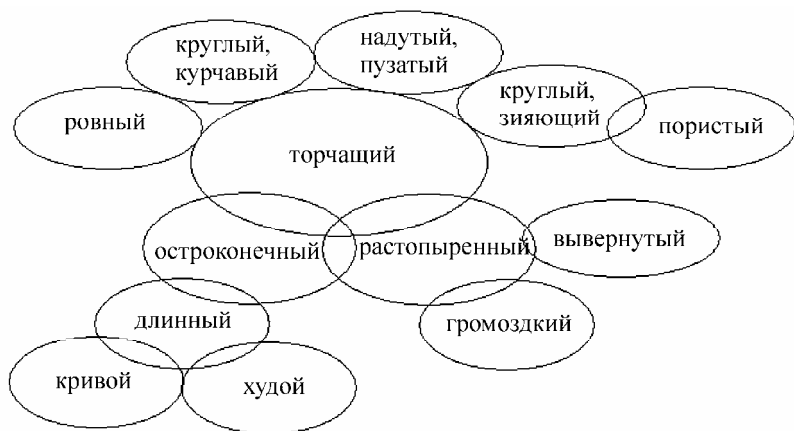 круглый,
курчавый
надутый,
пузатый
круглый,
зияющий
ровный
пористый
торчащий
остроконечный
растопыренный
вывернутый
длинный
громоздкий
кривой
худой